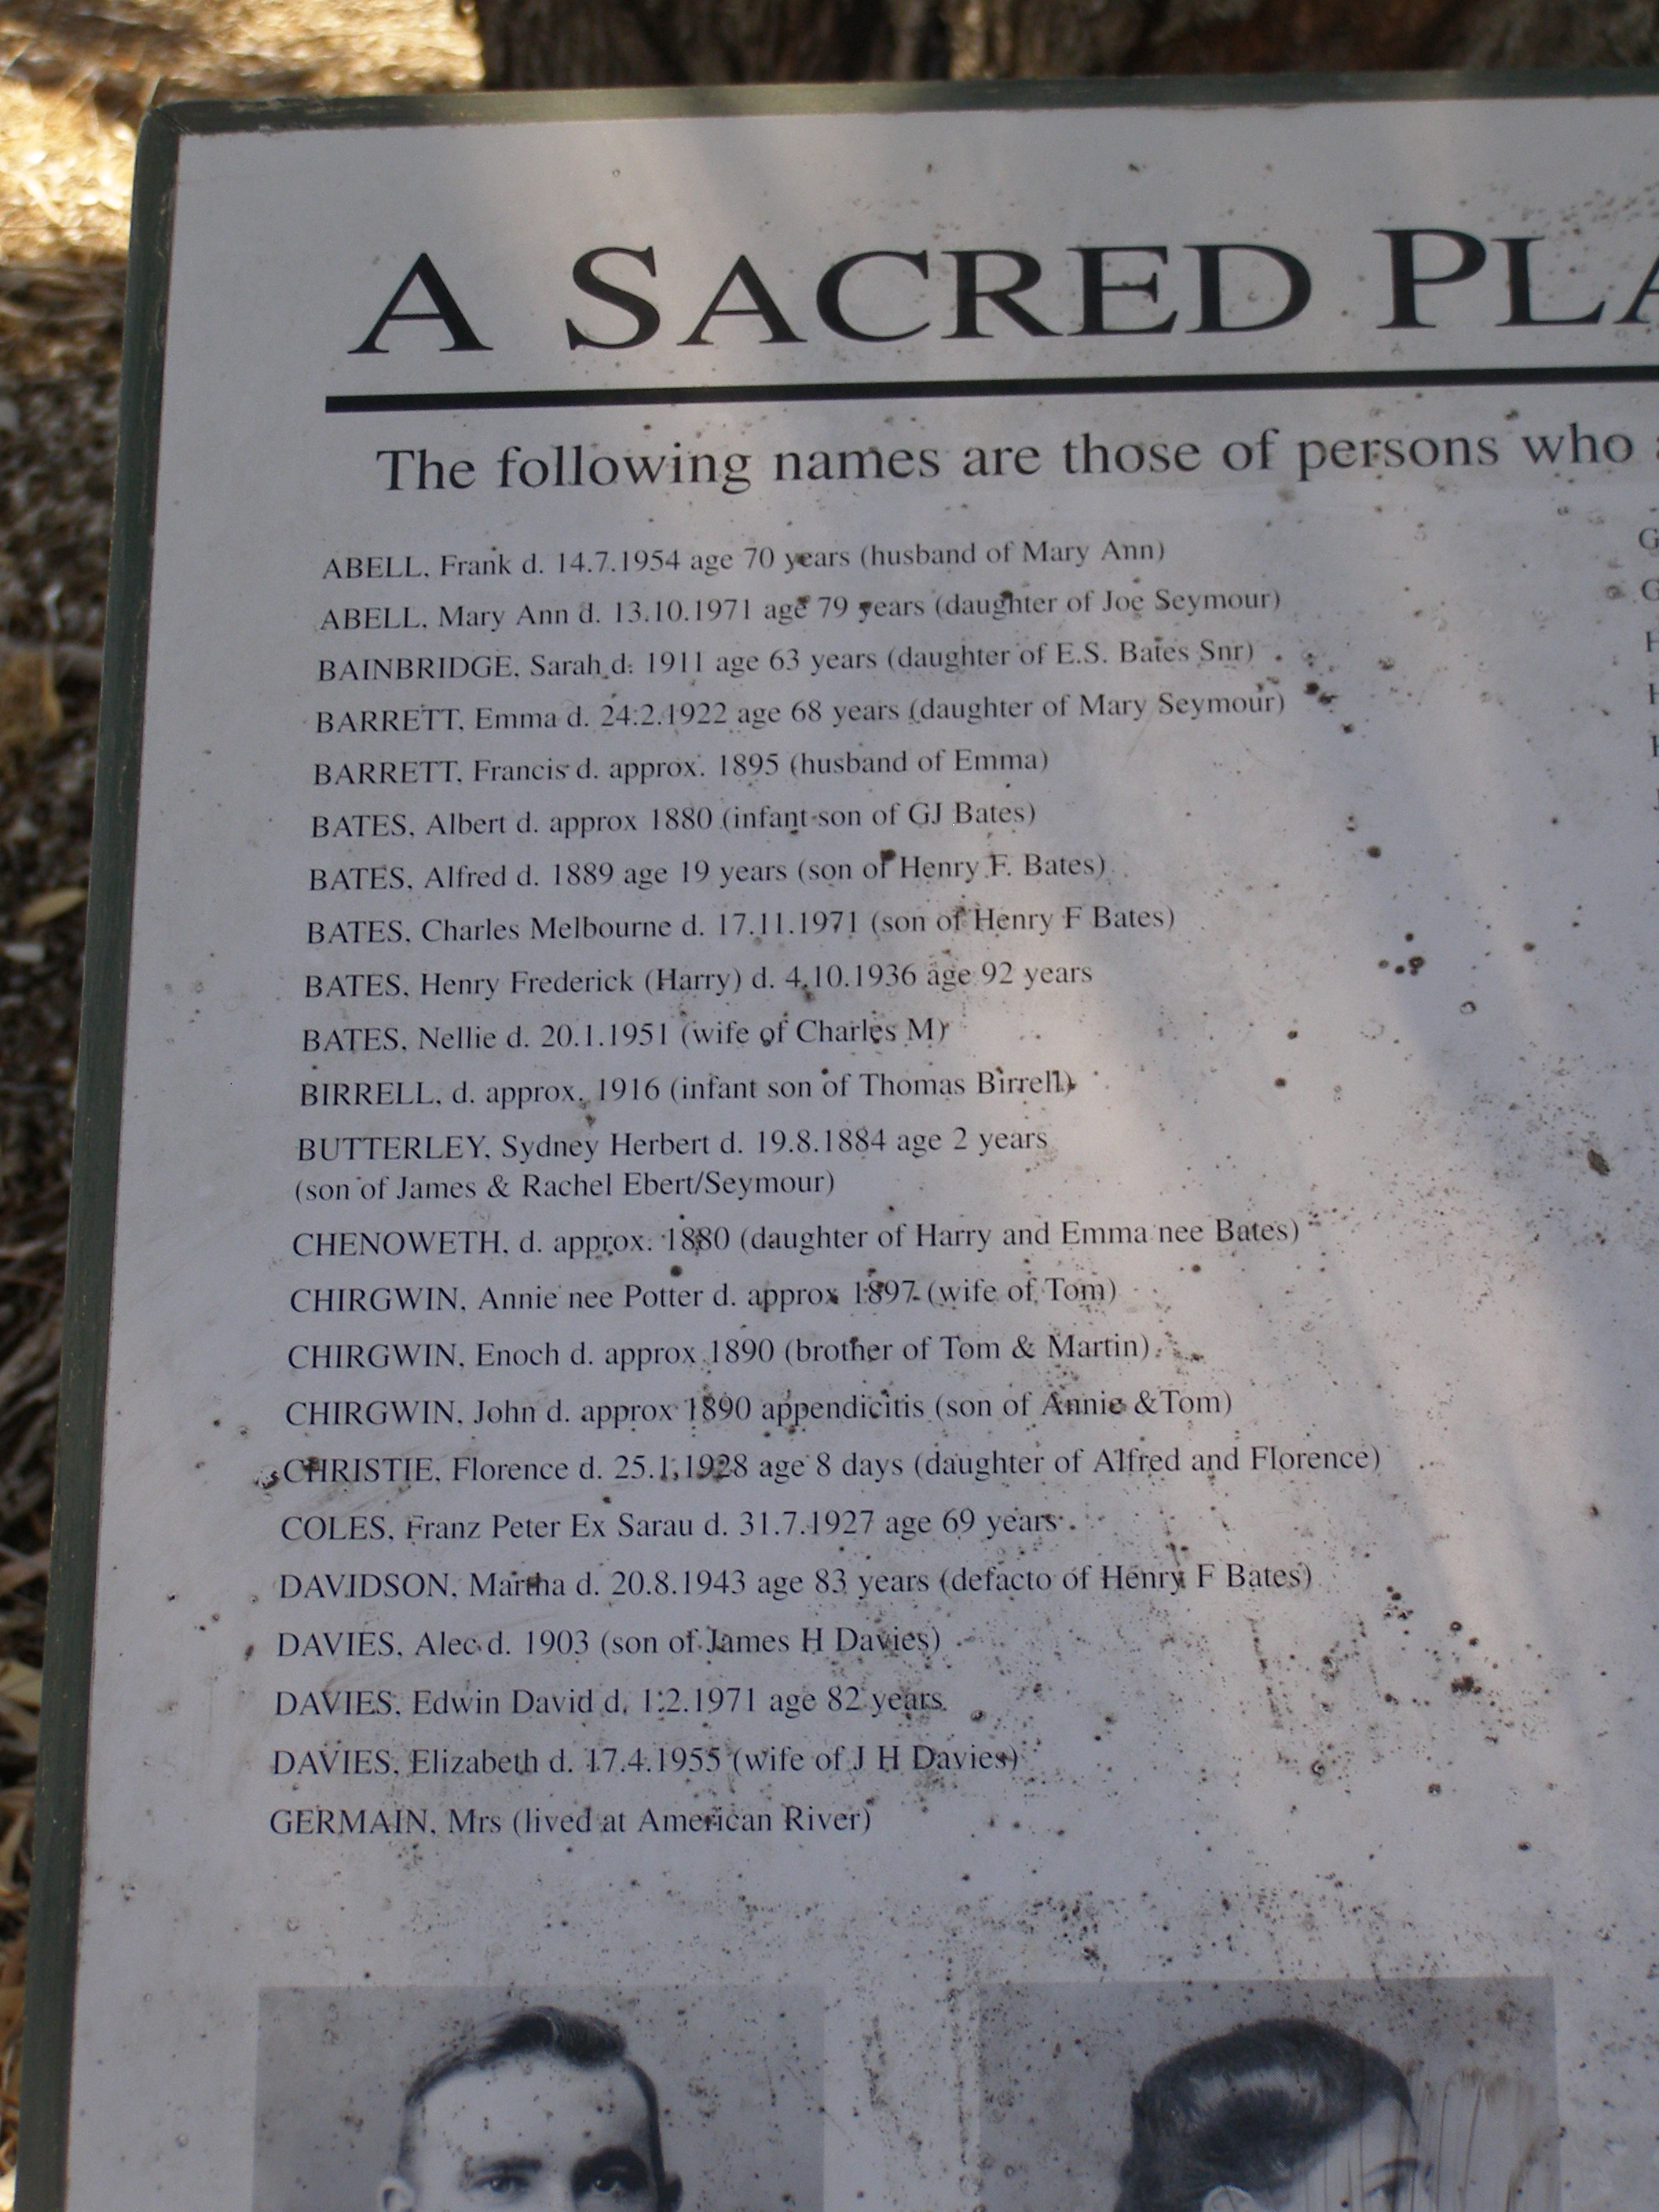 A SACRED PLA
The following names are those of persons who
ABELL, Frank d. 14.7.1954 age 70 years (husband of Mary Ann)
ABELL, Mary Ann d. 13.10.1971 age 79 years (daughter of Joe Seymour)
BAINBRIDGE, Sarah d. 1911 age 63 years (daughter of E.S. Bates Snr)
BARRETT, Emma d. 24.2.1922 age 68 years (daughter of Mary Seymour)
BARRETT, Francis d. approx. 1895 (husband of Emma)
BATES, Albert d. approx 1880 (infant son of GJ Bates)
BATES, Alfred d. 1889 age 19 years (son of Henry F. Bates)
BATES, Charles Melbourne d. 17.11.1971 (son of Henry F Bates)
BATES, Henry Frederick (Harry) d. 4.10.1936 age 92 years
BATES, Nellie d. 20.1.1951 (wife of Charles M)
BIRRELL, d. approx. 1916 (infant son of Thomas Birrell)
BUTTERLEY, Sydney Herbert d. 19.8.1884 age 2 years
(son of James & Rachel Ebert/Seymour)
CHENOWETH, d. approx. 1880 (daughter of Harry and Emma nee Bates)
CHIRGWIN, Annie nee Potter d. approx 1897 (wife of Tom)
CHIRGWIN, Enoch d. approx 1890 (brother of Tom & Martin)
CHIRGWIN, John d. approx 1890 appendicitis (son of Annie &Tom)
CHRISTIE, Florence d. 25.1.1928 age 8 days (daughter of Alfred and Florence)
COLES, Franz Peter Ex Sarau d. 31.7.1927 age 69 years
DAVIDSON, Martha d. 20.8.1943 age 83 years (defacto of Henry F Bates)
DAVIES, Alec d. 1903 (son of James H Davies)
DAVIES, Edwin David d. 1.2.1971 age 82 years
DAVIES, Elizabeth d. 17.4.1955 (wife of J H Davies)
GERMAIN, Mrs (lived at American River)